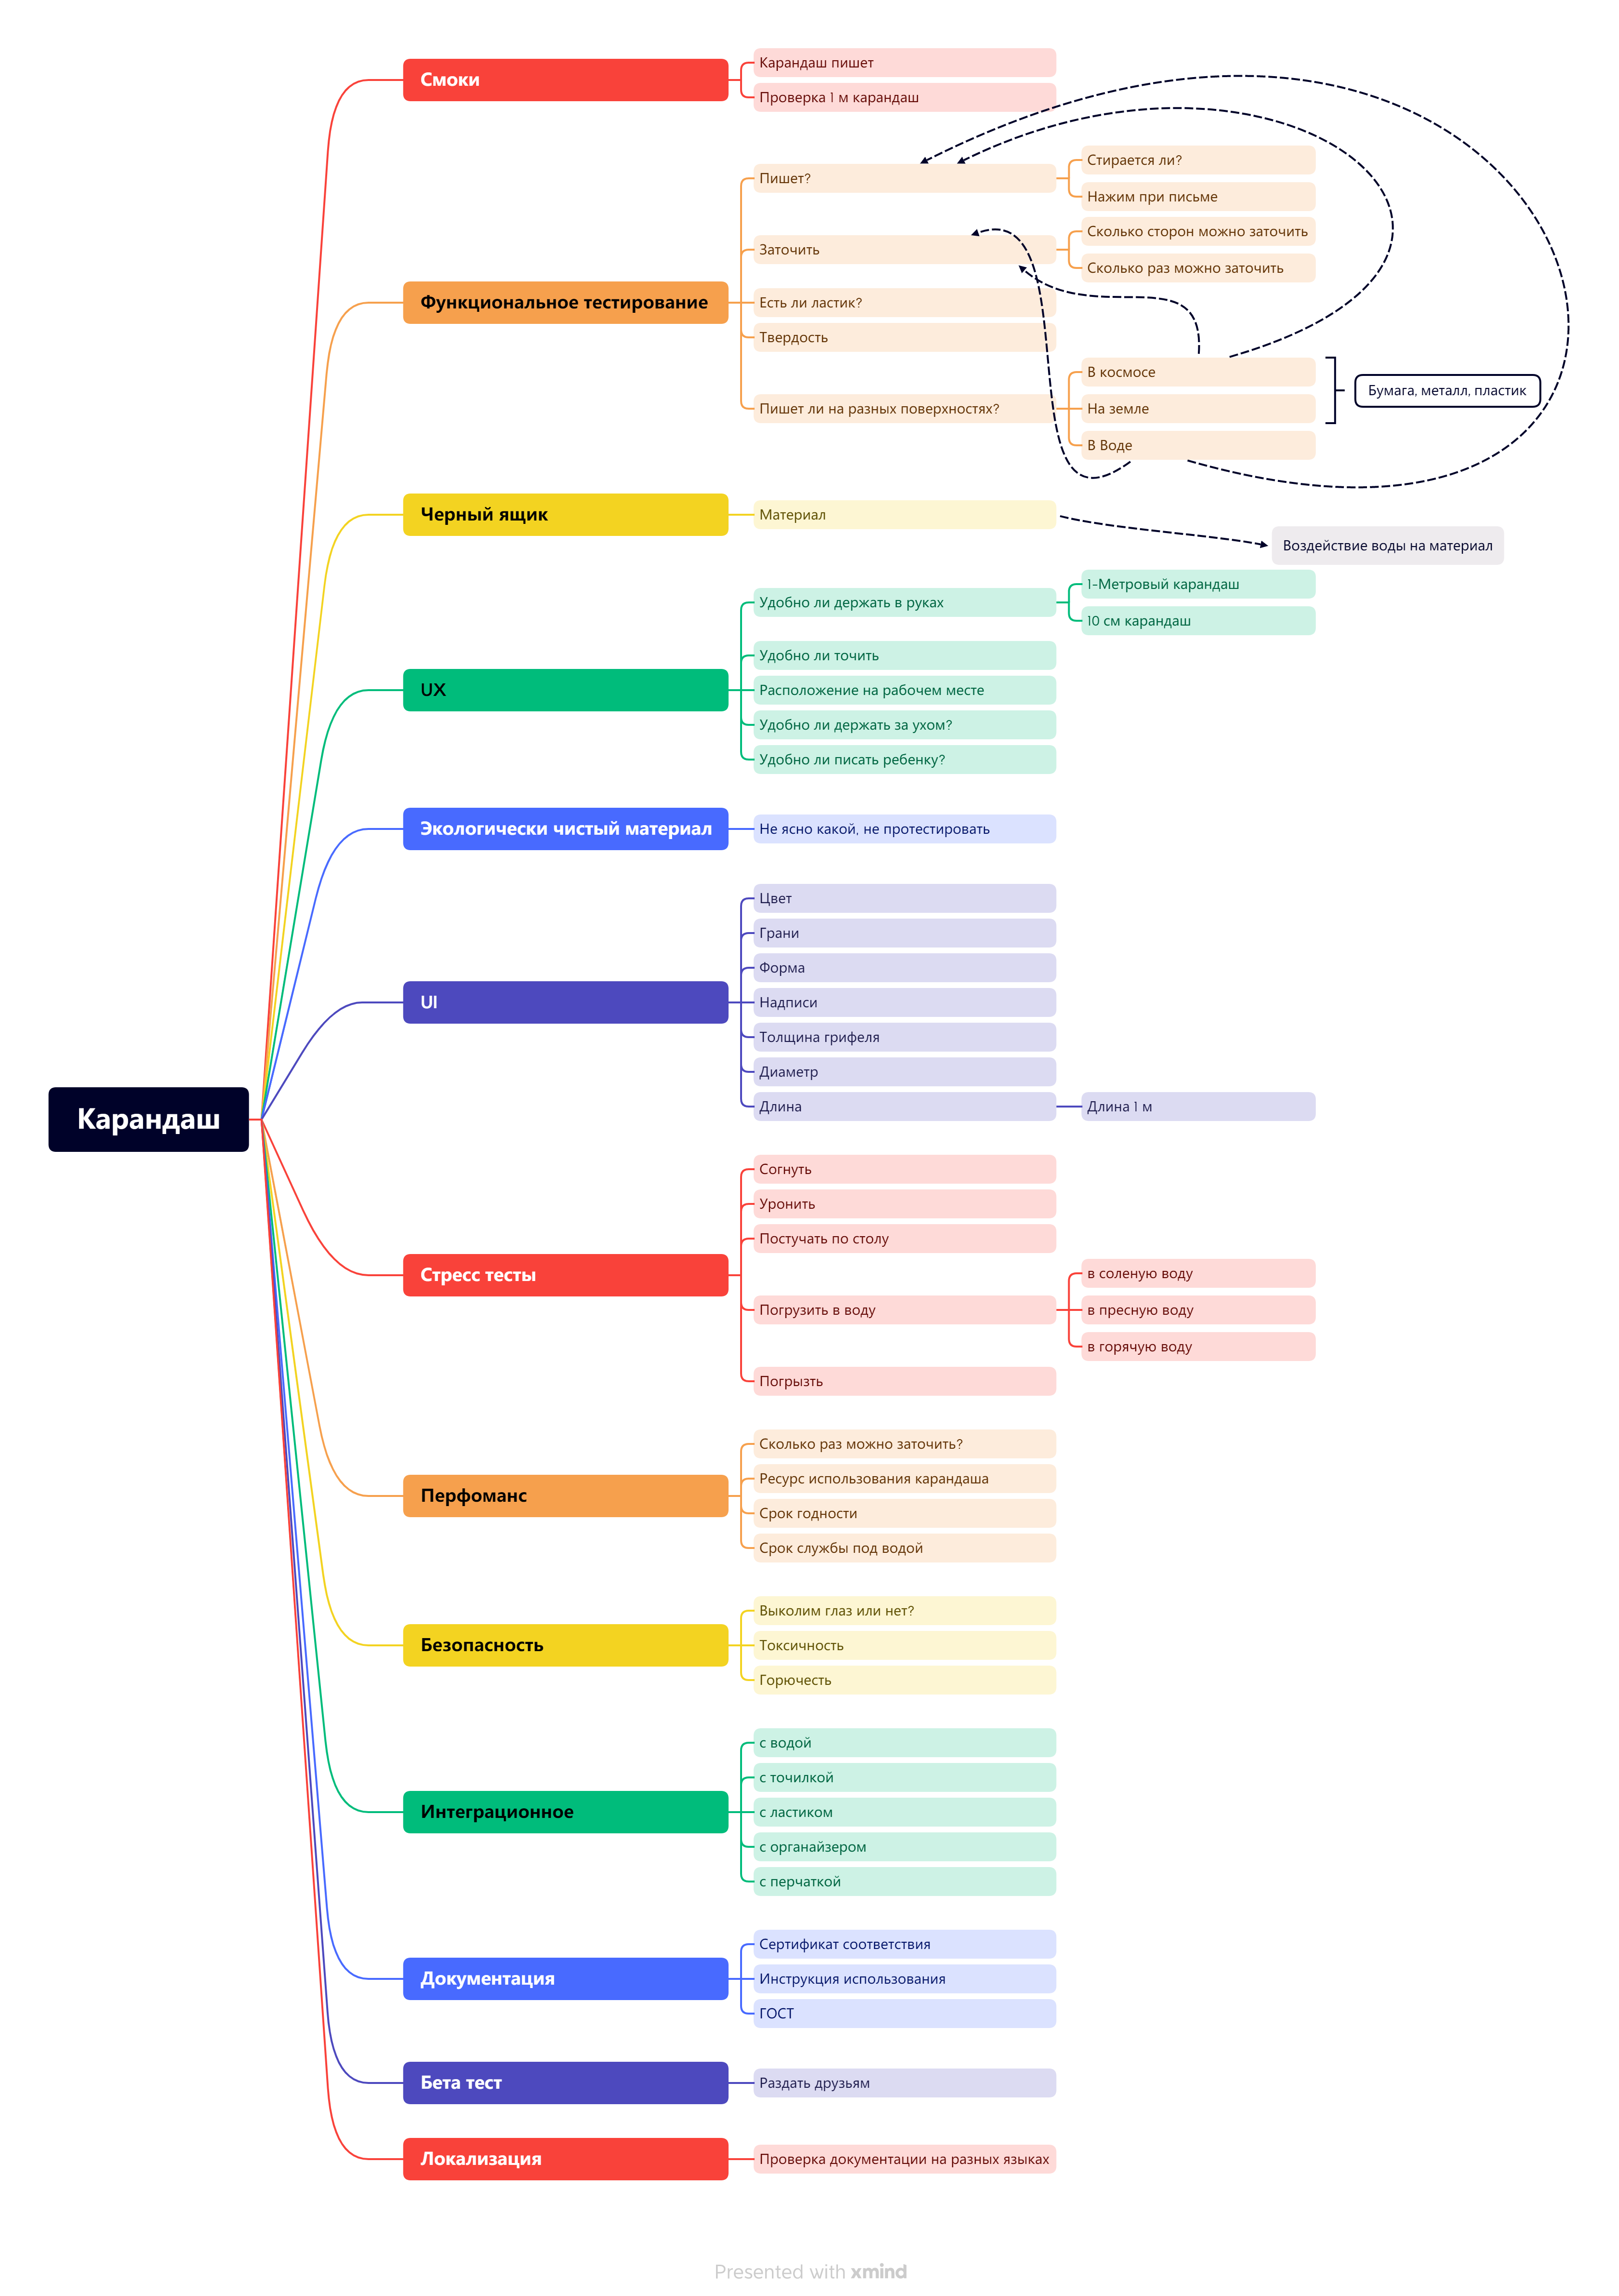 Карандаш
Смоки
Карандаш пишет
Проверка 1 м карандаш
Функциональное тестирование
Пишет?
Стирается ли?
Нажим при письме
Заточить
Сколько сторон можно заточить
Сколько раз можно заточить
Есть ли ластик?
Твердость
Пишет ли на разных поверхностях?
В космосе
На земле
В Воде
Бумага, металл, пластик
Черный ящик
Материал
Воздействие воды на материал
UX
Удобно ли держать в руках
1-Метровый карандаш
10 см карандаш
Удобно ли точить
Расположение на рабочем месте
Удобно ли держать за ухом?
Удобно ли писать ребенку?
Экологически чистый материал
Не ясно какой, не протестировать
UI
Цвет
Грани
Форма
Надписи
Толщина грифеля
Диаметр
Длина
Длина 1 м
Стресс тесты
Согнуть
Уронить
Постучать по столу
Погрузить в воду
в соленую воду
в пресную воду
в горячую воду
Погрызть
Перфоманс
Сколько раз можно заточить?
Ресурс использования карандаша
Срок годности
Срок службы под водой
Безопасность
Выколим глаз или нет?
Токсичность
Горючесть
Интеграционное
с водой
с точилкой
с ластиком
с органайзером
с перчаткой
Документация
Сертификат соответствия
Инструкция использования
ГОСТ
Бета тест
Раздать друзьям
Локализация
Проверка документации на разных языках
Presented with xmind